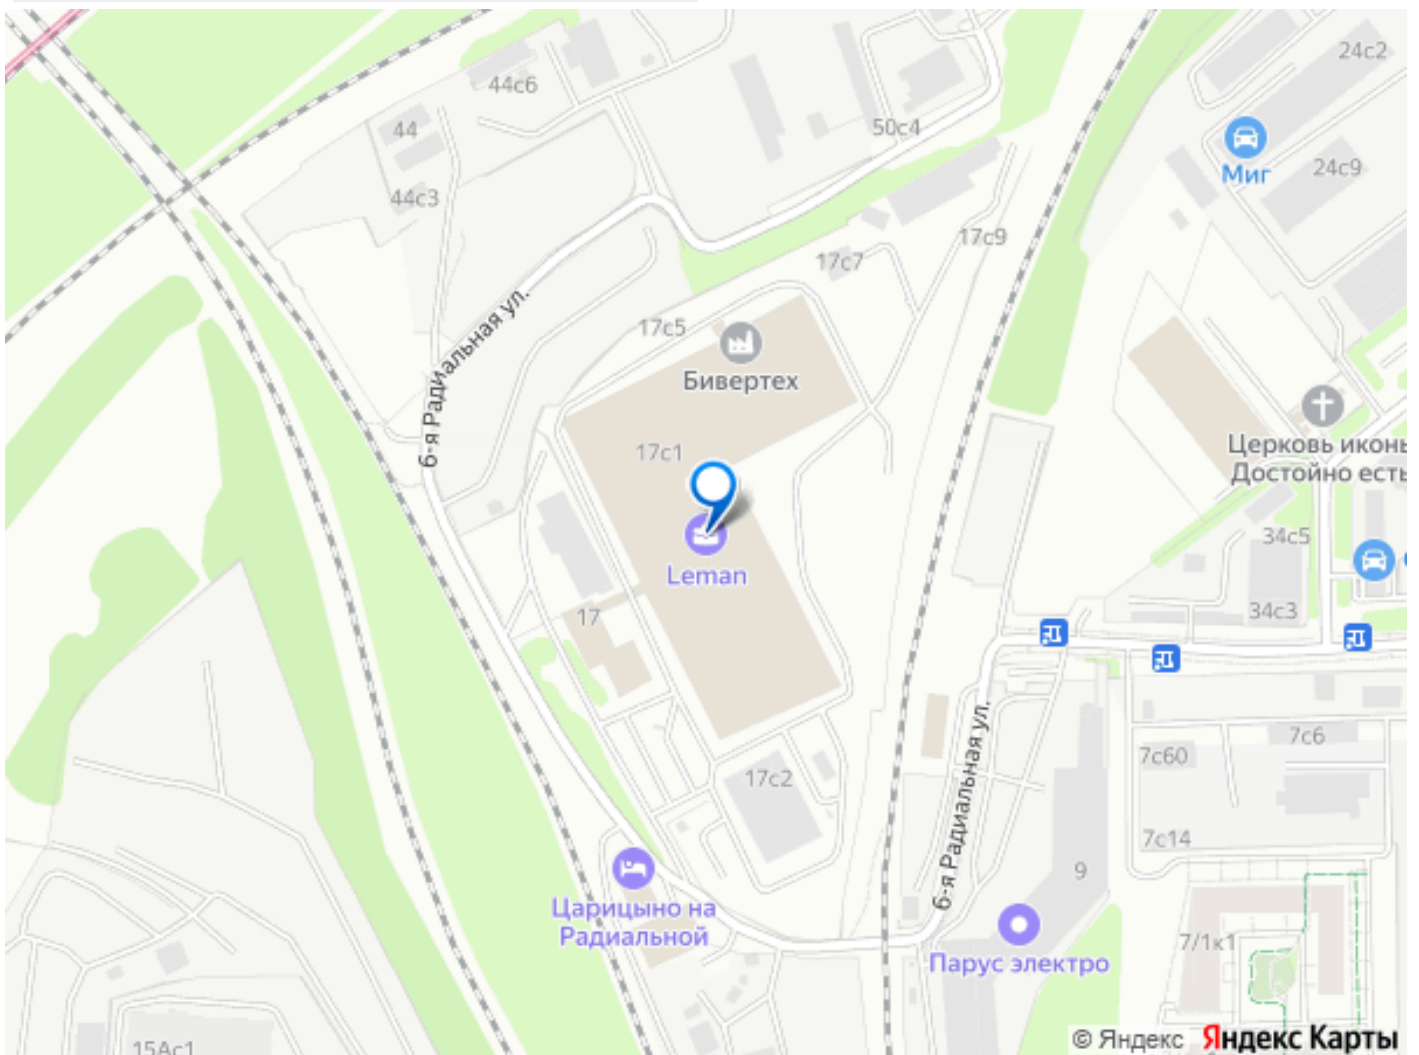 24с2
44с6
44
50с4
Миг
24с9
44с3
17с9
17с7
6-я Радиальная ул.
17с5
Бивертех
17с1
Церковь иконы
Достойно есть
34с5
Leman
34с3
17
6-я Радиальная ул.
7с6
7с60
17с2
7с14
9
Царицыно на
Радиальной
7/1к1
Парус электро
15Ас1
© Яндекс Яндекс Карты